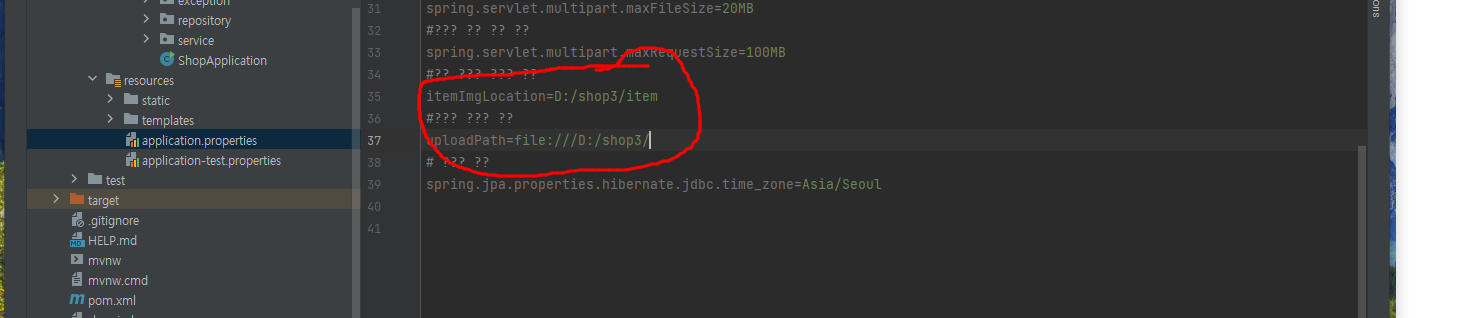 exception
repository
service
ShopApplication
resources
static
templates
application.properties
application-test.properties
test
target
.gitignore
HELP.md
mvnw
mvnw.cmd
pom.xml
31 spring.servlet.multipart.maxFileSize=20MB
32 #??? ?? ?? ??
33 spring.servlet.multipart.maxRequestSize=100MB
34 #?? ??? ??? ??
35 itemImgLocation=D:/shop3/item
36 #??? ??? ??
37 uploadPath=file:///D:/shop3/
38 # ??? ??
39 spring.jpa.properties.hibernate.jdbc.time_zone=Asia/Seoul
40
41
ons